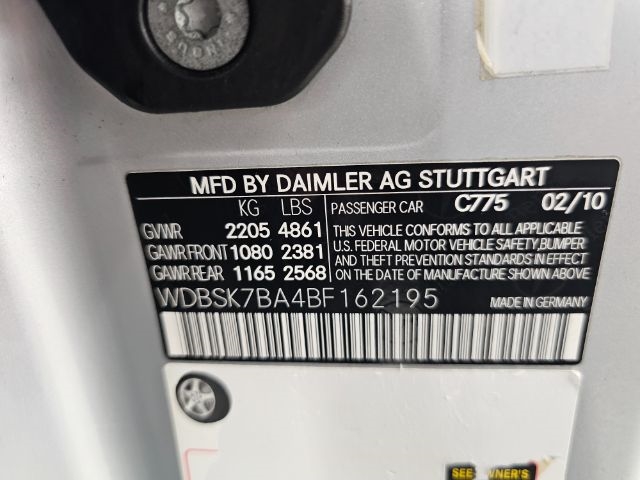 MFD BY DAIMLER AG STUTTGART
KG LBS PASSENGER CAR C775 02/10
GVWR 2205 4861
GAWR FRONT 1080 2381
GAWR REAR 1165 2568
THIS VEHICLE CONFORMS TO ALL APPLICABLE
U.S. FEDERAL MOTOR VEHICLE SAFETY, BUMPER
AND THEFT PREVENTION STANDARDS IN EFFECT
ON THE DATE OF MANUFACTURE SHOWN ABOVE
WDBSK7BA4BF162195 MADE IN GERMANY
SEE OWNER'S